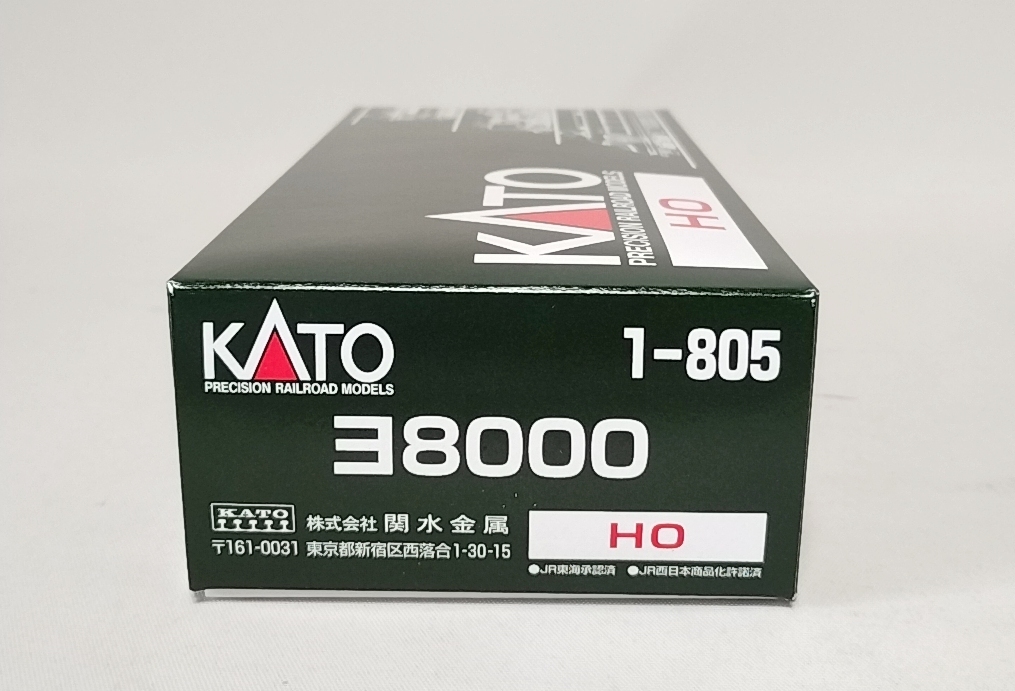 KATO
PRECISION RAILROAD MODELS
HO
KATO
PRECISION RAILROAD MODELS
1-805
ヨ8000
KATO
株式会社 関水金属
〒161-0031 東京都新宿区西落合1-30-15
HO
●JR東海承認済 ●JR西日本商品化許諾済